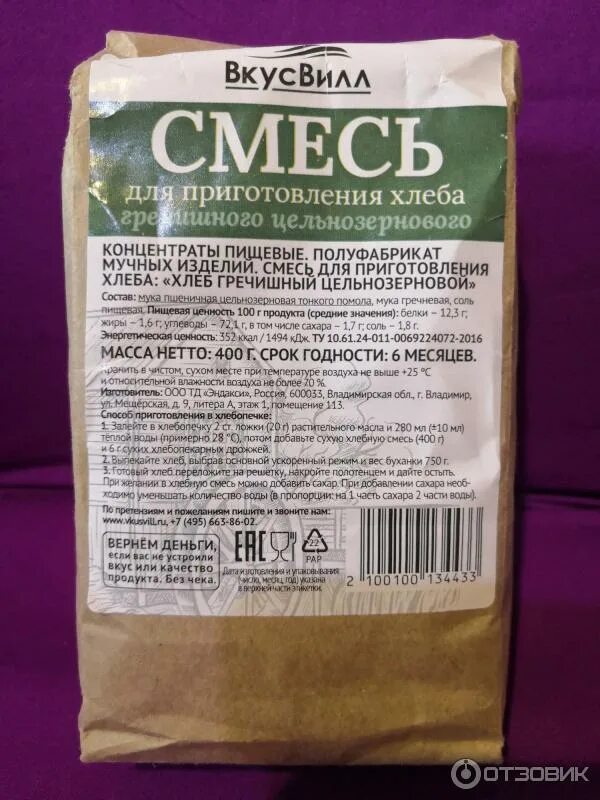 ВкусВилл
СМЕСЬ
для приготовления хлеба
гречишного цельнозернового
КОНЦЕНТРАТЫ ПИЩЕВЫЕ. ПОЛУФАБРИКАТ
МУЧНЫХ ИЗДЕЛИЙ. СМЕСЬ ДЛЯ ПРИГОТОВЛЕНИЯ
ХЛЕБА: «ХЛЕБ ГРЕЧИШНЫЙ ЦЕЛЬНОЗЕРНОВОЙ»
Состав: мука пшеничная цельнозерновая тонкого помола, мука гречневая, соль
пищевая. Пищевая ценность 100 г продукта (средние значения): белки – 12,3 г;
жиры – 1,6 г; углеводы – 72,1 г, в том числе сахара – 1,7 г; соль – 1,8 г.
Энергетическая ценность: 352 ккал / 1494 кДж. ТУ 10.61.24-011-0069224072-2016
МАССА НЕТТО: 400 Г. СРОК ГОДНОСТИ: 6 МЕСЯЦЕВ.
Хранить в чистом, сухом месте при температуре воздуха не выше +25 °С
и относительной влажности воздуха не более 70 %.
Изготовитель: ООО ТД «Эндакси», Россия, 600033, Владимирская обл., г. Владимир,
ул. Мещёрская, д. 9, литера А, этаж 1, помещение 113.
Способ приготовления в хлебопечке:
1. Залейте в хлебопечку 2 ст. ложки (20 г) растительного масла и 280 мл (±10 мл)
тёплой воды (примерно 28 °С), потом добавьте сухую хлебную смесь (400 г)
и 6 г сухих хлебопекарных дрожжей.
2. Выпекайте хлеб, выбрав основной ускоренный режим и вес буханки 750 г.
3. Готовый хлеб переложите на решётку, накройте полотенцем и дайте остыть.
При желании в хлебную смесь можно добавить сахар. При добавлении сахара необ-
ходимо уменьшать количество воды (в пропорции: на 1 часть сахара 2 части воды).
По претензиям и пожеланиям пишите и звоните нам:
www.vkusvill.ru, +7 (495) 663-86-02.
ВЕРНЁМ ДЕНЬГИ,
если вас не устроили
вкус или качество
продукта. Без чека.
EAC
22
PAP
Дата изготовления и упаковывания
(число, месяц, год) указана
в верхней части этикетки.
2 100100 134433
ОТЗОВИК